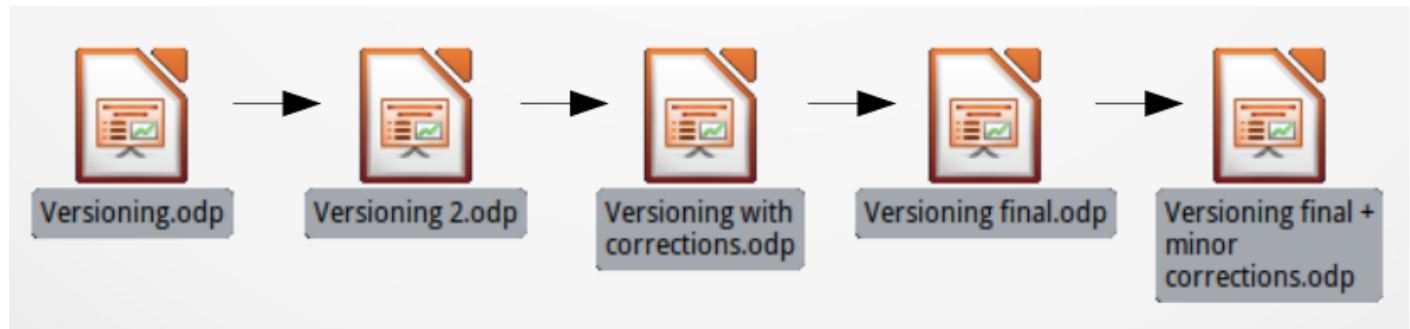 Versioning.odp
Versioning 2.odp
Versioning with
corrections.odp
Versioning final.odp
Versioning final +
minor
corrections.odp